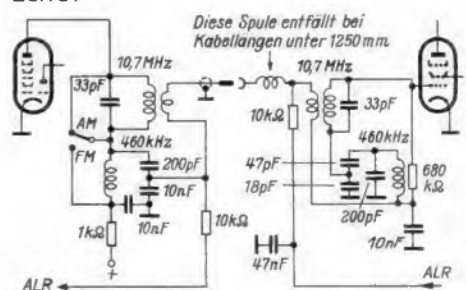 Diese Spule entfällt bei
Kabellängen unter 1250 mm.
10,7 MHz
10,7 MHz
33pF
33pF
10kΩ
AM
FM
460kHz
460kHz
200pF
47pF
18pF
680
kΩ
10nF
200pF
10nF
10kΩ
10nF
1kΩ
47nF
+
ALR
ALR